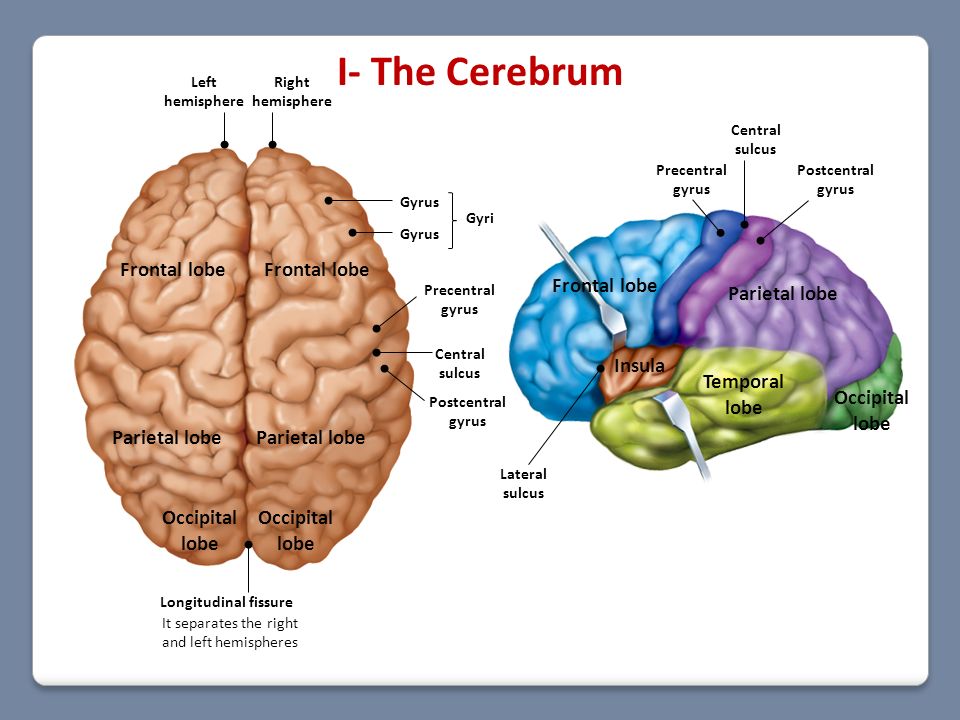 I- The Cerebrum
Left
hemisphere
Right
hemisphere
Gyrus
Gyrus
Gyri
Frontal lobe
Frontal lobe
Precentral
gyrus
Central
sulcus
Postcentral
gyrus
Parietal lobe
Parietal lobe
Occipital
lobe
Occipital
lobe
Longitudinal fissure
It separates the right
and left hemispheres
Central
sulcus
Precentral
gyrus
Postcentral
gyrus
Frontal lobe
Parietal lobe
Insula
Temporal
lobe
Occipital
lobe
Lateral
sulcus